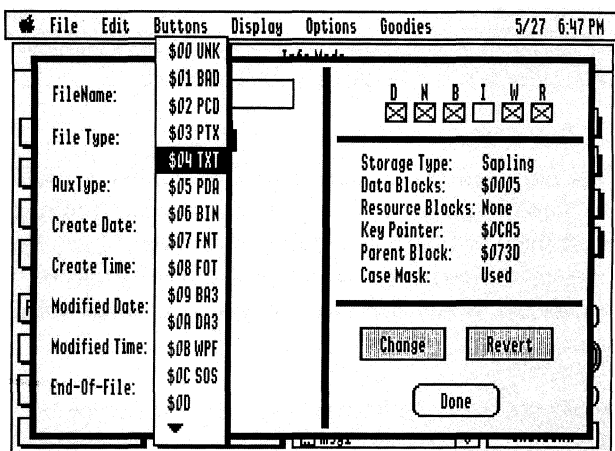 File Edit Buttons Display Options Goodies 5/27 6:47 PM
FileName:
File Type:
AuxType:
Create Date:
Create Time:
Modified Date:
Modified Time:
End-Of-File:
$00 UNK
$01 BAD
$02 PCD
$03 PTX
$04 TXT
$05 PDA
$06 BIN
$07 FNT
$08 FOT
$09 BA3
$0A DA3
$0B WPF
$0C SOS
$0D
D N B I W R
Storage Type: Sapling
Data Blocks: $0005
Resource Blocks: None
Key Pointer: $0CA5
Parent Block: $073D
Case Mask: Used
Change Revert
Done